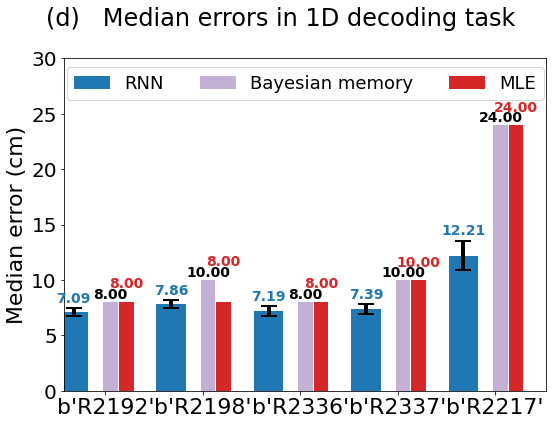 (d)   Median errors in 1D decoding task
RNN   Bayesian memory   MLE
Median error (cm)
30
25
20
15
10
5
0
7.09 8.00 8.00
7.86 10.00 8.00
7.19 8.00 8.00
7.39 10.00 10.00
12.21 24.00 24.00
b'R2192' b'R2198' b'R2336' b'R2337' b'R2217'